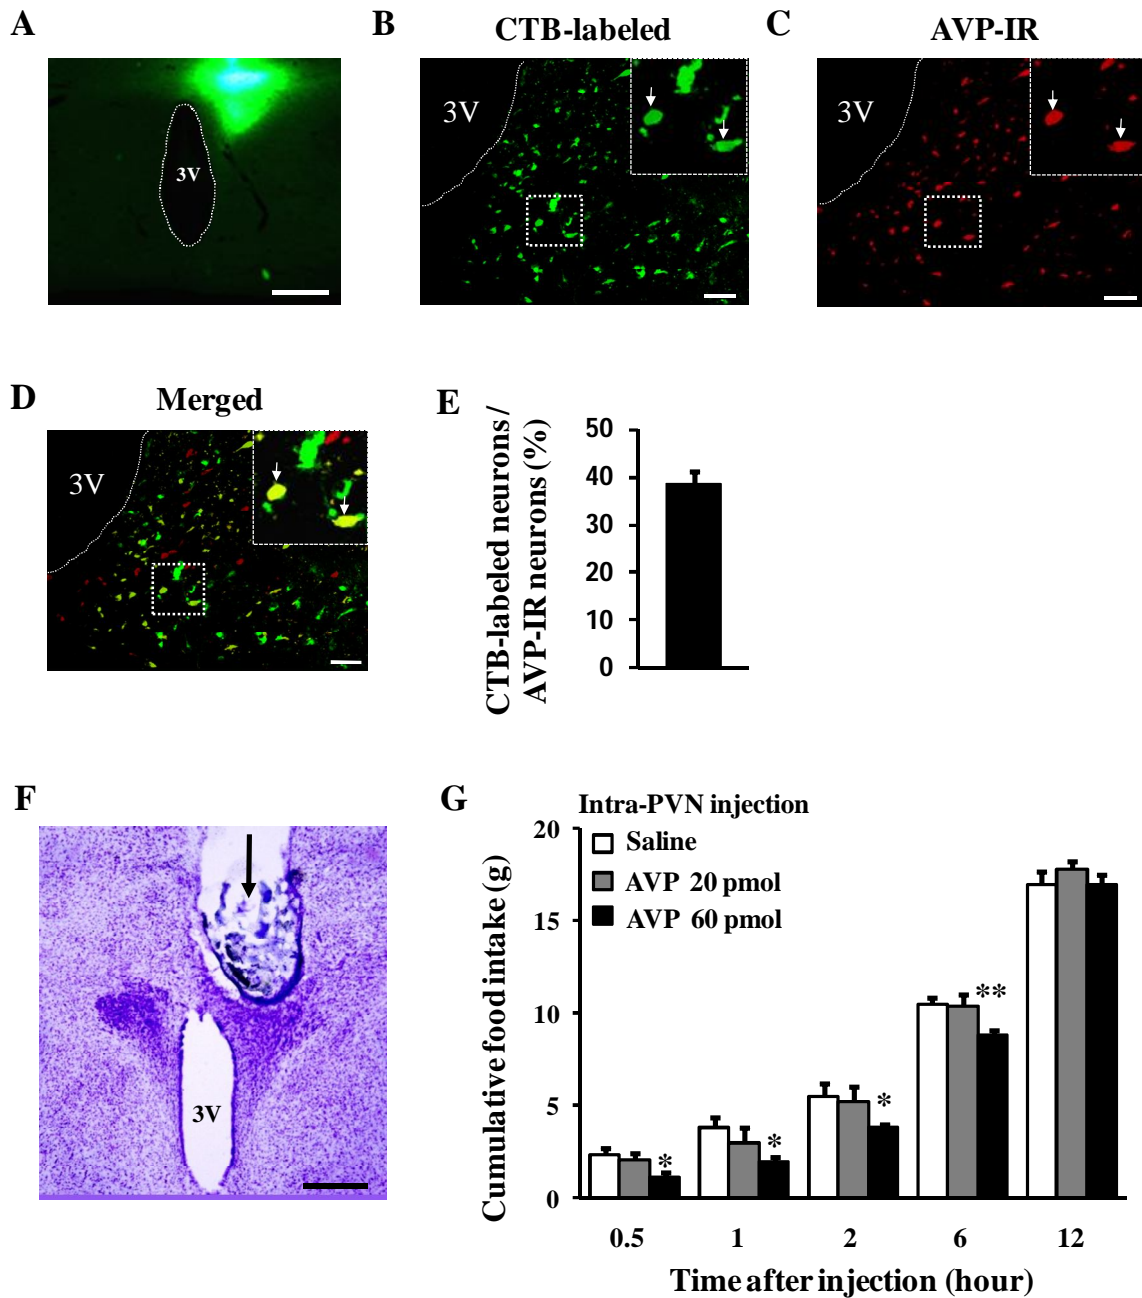 A
3V
B
CTB-labeled
3V
C
AVP-IR
3V
D
Merged
3V
E
CTB-labeled neurons/
AVP-IR neurons (%)
50
40
30
20
10
0
F
3V
G
Intra-PVN injection
Saline
AVP 20 pmol
AVP 60 pmol
Cumulative food intake (g)
20
15
10
5
0
*
*
*
**
0.5 1 2 6 12
Time after injection (hour)